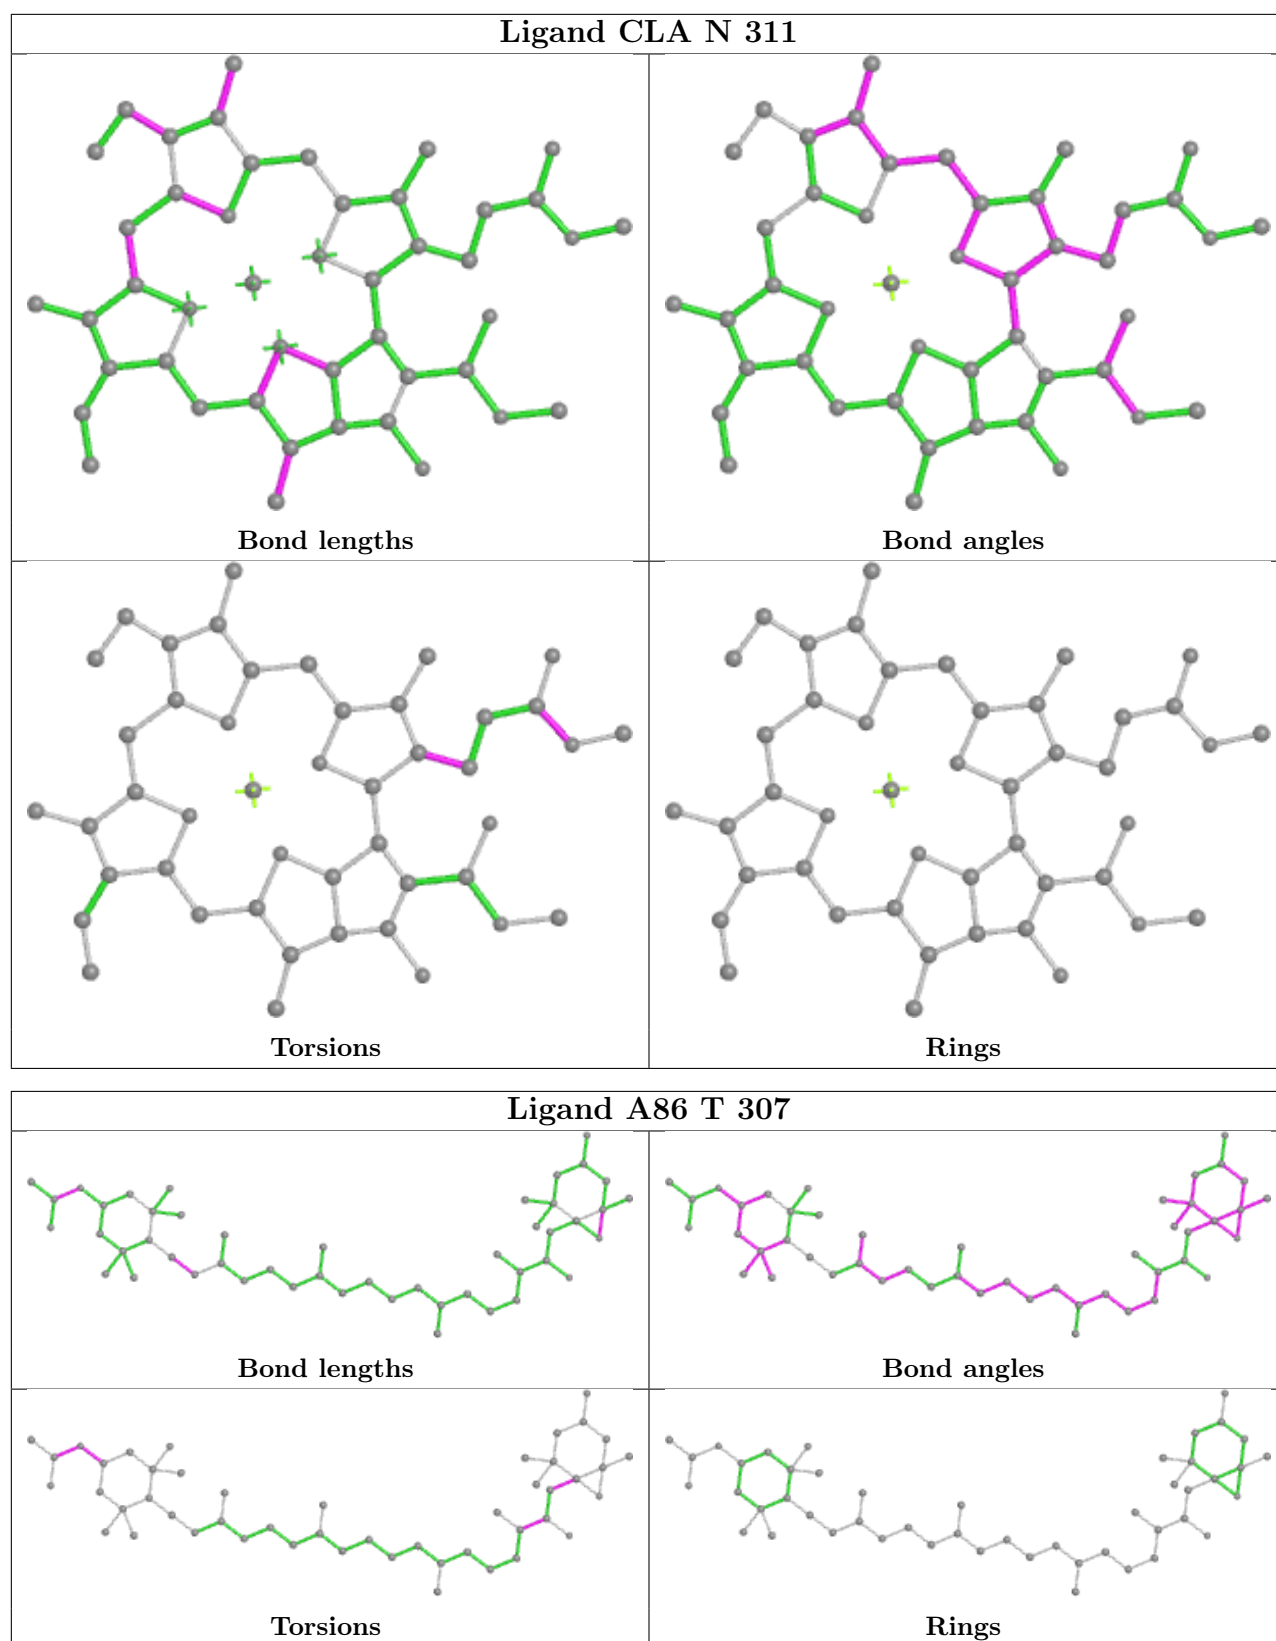 Ligand CLA N 311
Bond lengths
Bond angles
Torsions
Rings
Ligand A86 T 307
Bond lengths
Bond angles
Torsions
Rings